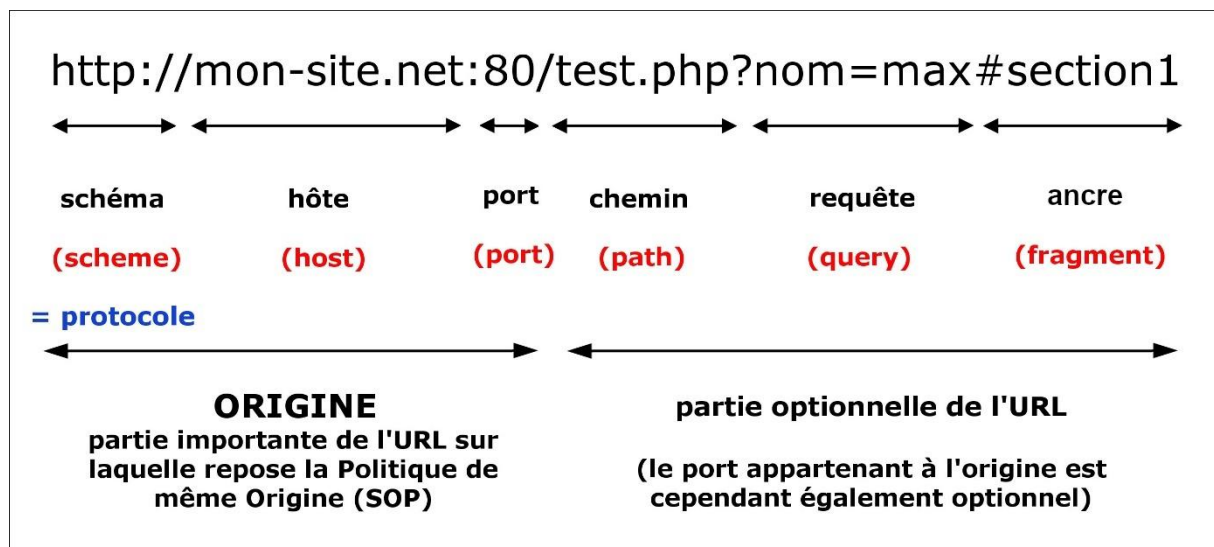 http://mon-site.net:80/test.php?nom=max#section1
schéma hôte port chemin requête ancre
(scheme) (host) (port) (path) (query) (fragment)
= protocole
ORIGINE
partie importante de l'URL sur
laquelle repose la Politique de
même Origine (SOP)
partie optionnelle de l'URL
(le port appartenant à l'origine est
cependant également optionnel)